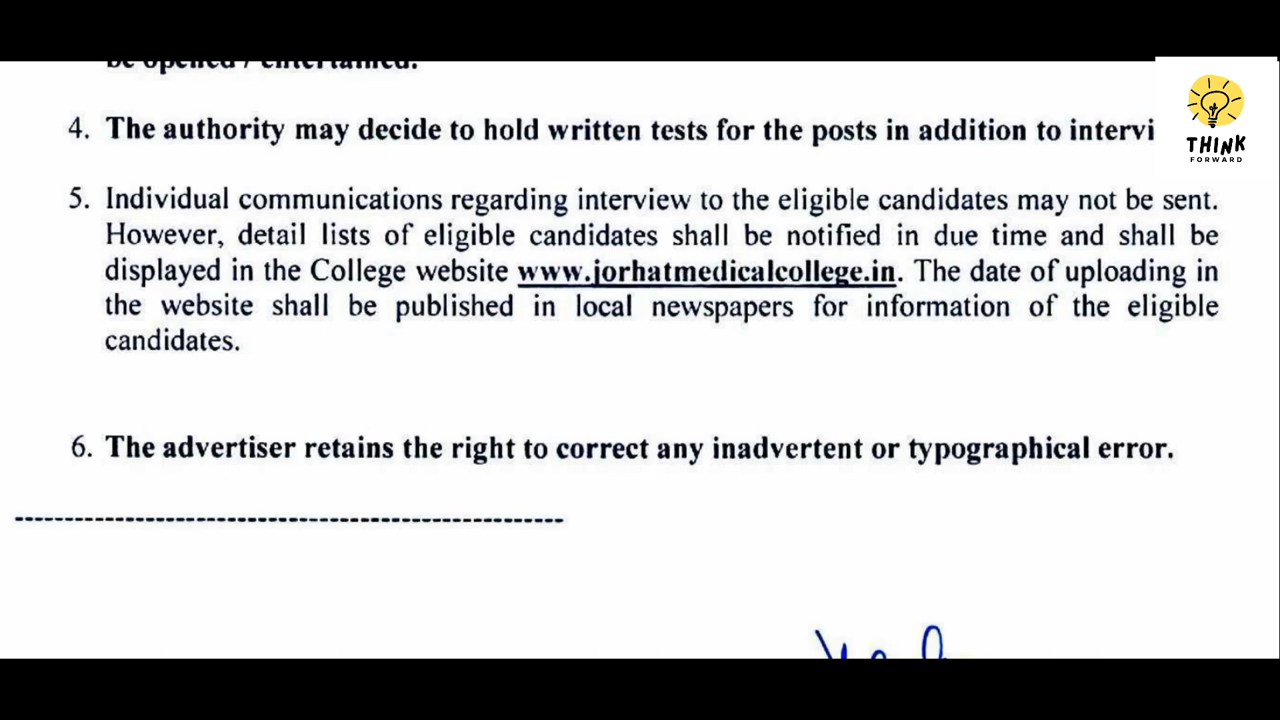 be opened / entertained.
4. The authority may decide to hold written tests for the posts in addition to intervi
THINK
FORWARD
5. Individual communications regarding interview to the eligible candidates may not be sent.
However, detail lists of eligible candidates shall be notified in due time and shall be
displayed in the College website www.jorhatmedicalcollege.in. The date of uploading in
the website shall be published in local newspapers for information of the eligible
candidates.
6. The advertiser retains the right to correct any inadvertent or typographical error.